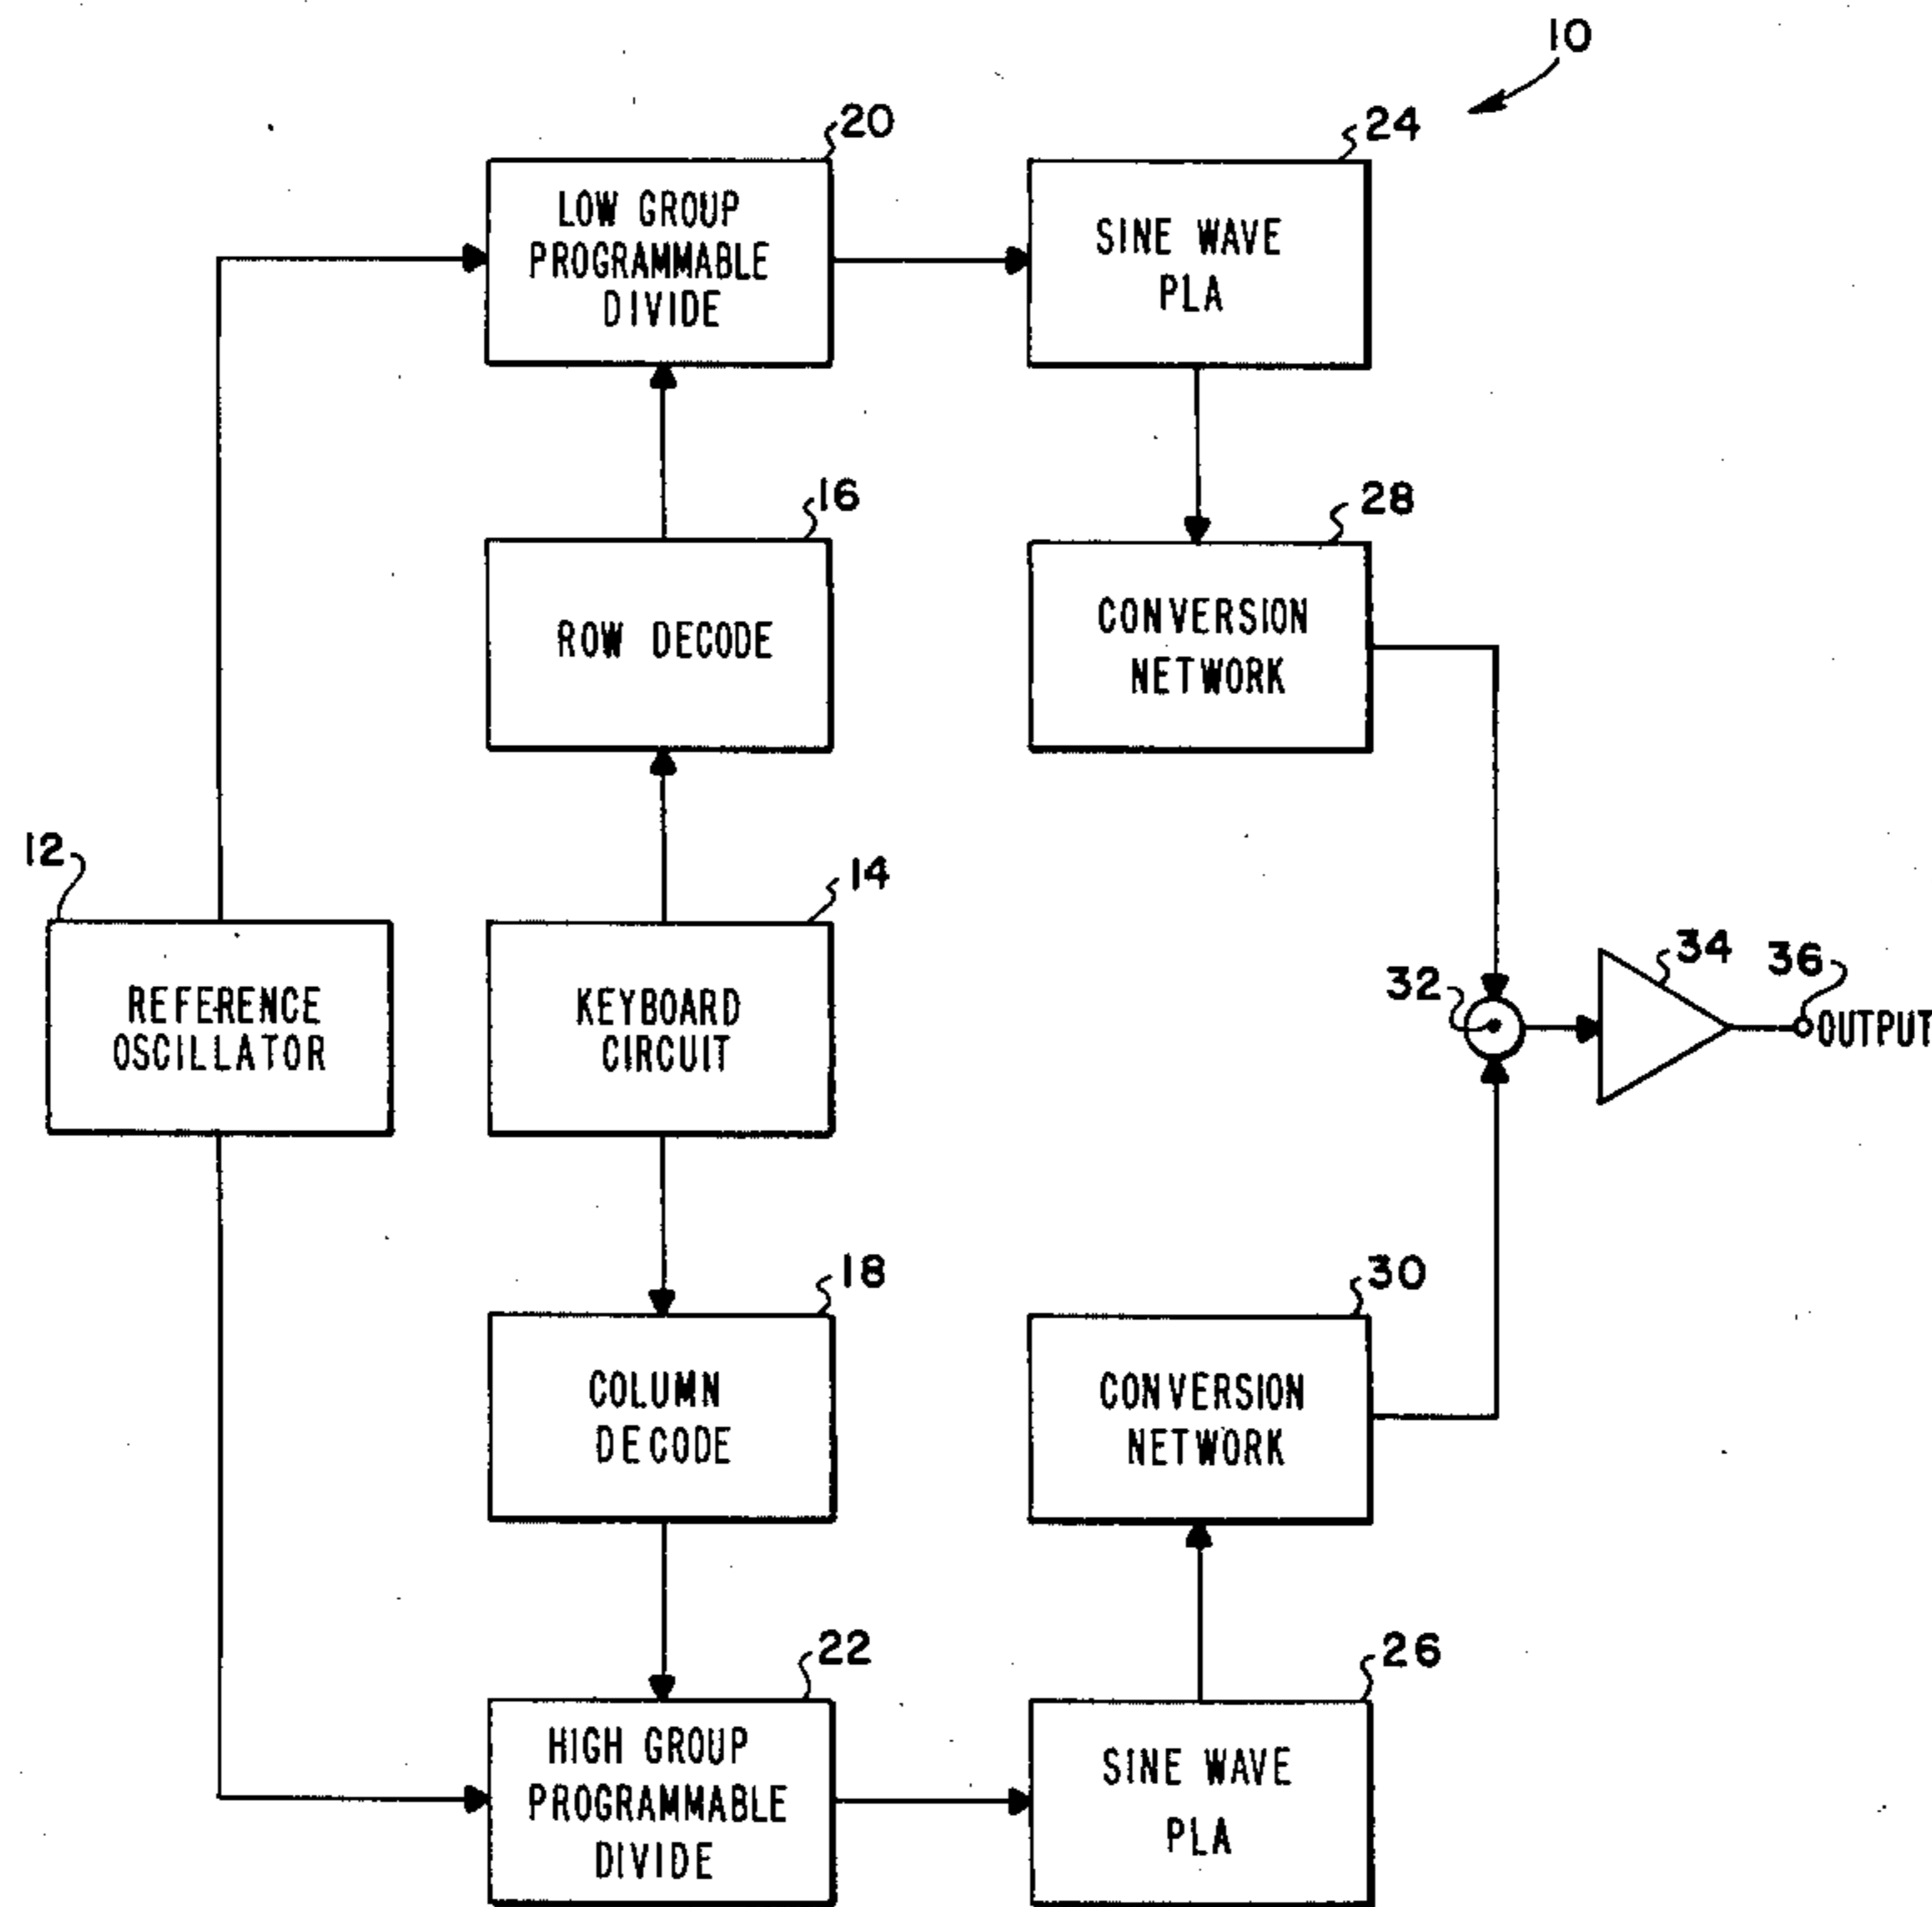 10
20
LOW GROUP
PROGRAMMABLE
DIVIDE
24
SINE WAVE
PLA
16
ROW DECODE
28
CONVERSION
NETWORK
12
REFERENCE
OSCILLATOR
14
KEYBOARD
CIRCUIT
32
34
36
OUTPUT
18
COLUMN
DECODE
30
CONVERSION
NETWORK
22
HIGH GROUP
PROGRAMMABLE
DIVIDE
26
SINE WAVE
PLA